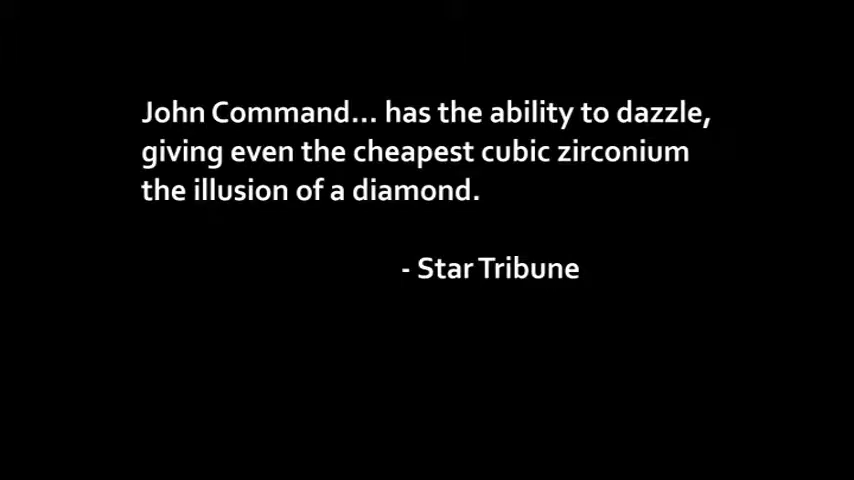 John Command... has the ability to dazzle,
giving even the cheapest cubic zirconium
the illusion of a diamond.
- Star Tribune